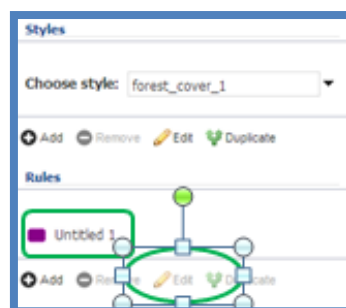 Styles
Choose style: forest_cover_1
Add Remove Edit Duplicate
Rules
Untitled 1
Add Edit